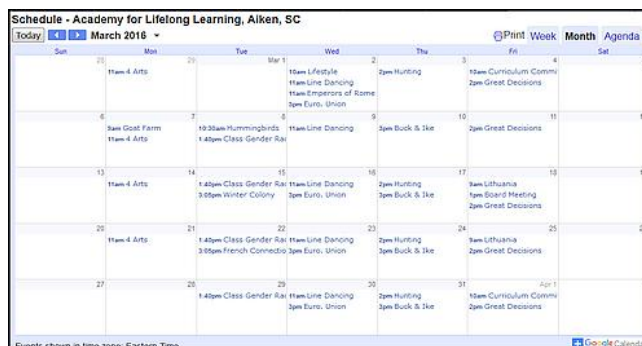 Schedule - Academy for Lifelong Learning, Aiken, SC
Today March 2016 Print Week Month Agenda
Sun Mon Tue Wed Thu Fri Sat
28 29 Mar 1 2 3 4
11am 4 Arts 10am Lifestyle 2pm Hunting 10am Curriculum Commi
11am Line Dancing 2pm Great Decisions
11am Emperors of Rome
3pm Euro. Union
6 7 8 9 10 11
9am Goat Farm 10:30am Hummingbirds 11am Line Dancing 3pm Buck & Ike 2pm Great Decisions
11am 4 Arts 1:40pm Class Gender Ra
13 14 15 16 17 18
11am 4 Arts 1:40pm Class Gender Ra 11am Line Dancing 2pm Hunting 9am Lithuania
3:05pm Winter Colony 3pm Euro. Union 3pm Buck & Ike 1pm Board Meeting
2pm Great Decisions
20 21 22 23 24 25
11am 4 Arts 1:40pm Class Gender Ra 11am Line Dancing 2pm Hunting 9am Lithuania
3:05pm French Connectio 3pm Euro. Union 3pm Buck & Ike 2pm Great Decisions
27 28 29 30 31 Apr 1
1:40pm Class Gender Ra 11am Line Dancing 2pm Hunting 10am Curriculum Commi
3pm Euro. Union 3pm Buck & Ike 2pm Great Decisions
Events shown in time zone: Eastern Time Google Calenda